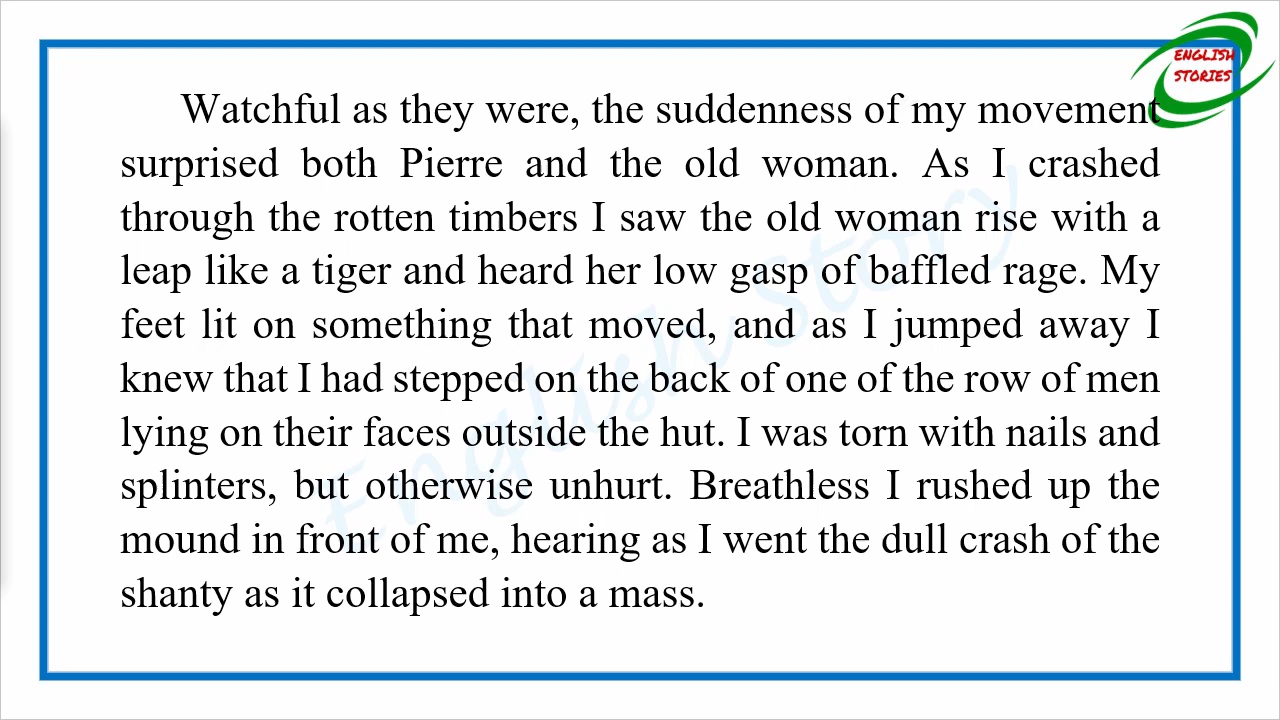 ENGLISH
STORIES
Watchful as they were, the suddenness of my movement
surprised both Pierre and the old woman. As I crashed
through the rotten timbers I saw the old woman rise with a
leap like a tiger and heard her low gasp of baffled rage. My
feet lit on something that moved, and as I jumped away I
knew that I had stepped on the back of one of the row of men
lying on their faces outside the hut. I was torn with nails and
splinters, but otherwise unhurt. Breathless I rushed up the
mound in front of me, hearing as I went the dull crash of the
shanty as it collapsed into a mass.
English Story